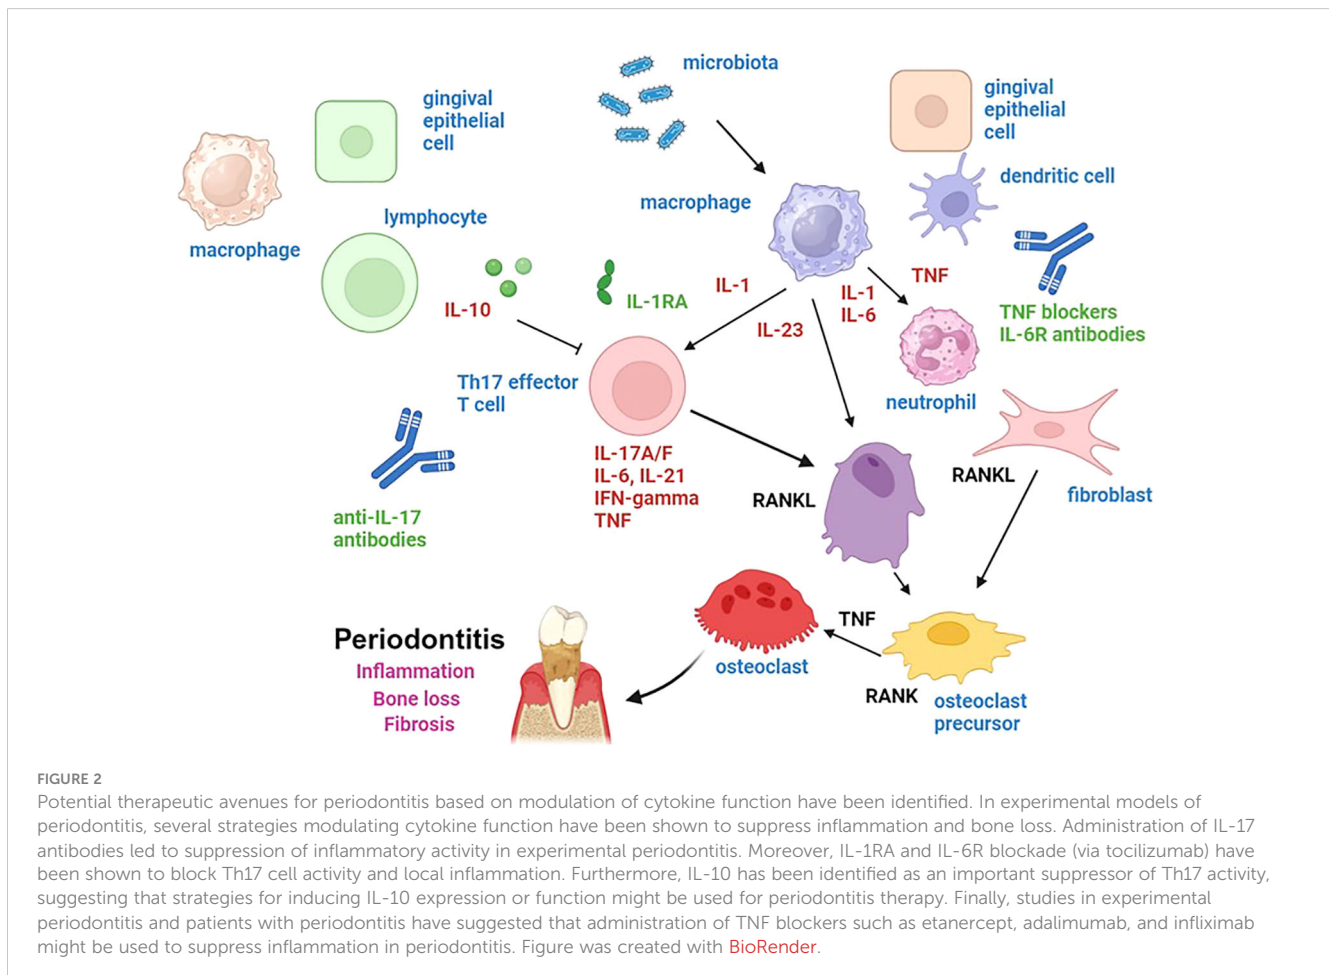 microbiota
gingival
epithelial
cell
gingival
epithelial
cell
dendritic cell
macrophage
lymphocyte
macrophage
TNF
IL-1
IL-1
IL-6
IL-10
IL-1RA
IL-23
TNF blockers
IL-6R antibodies
Th17 effector
T cell
neutrophil
IL-17A/F
IL-6, IL-21
IFN-gamma
TNF
RANKL
RANKL
fibroblast
anti-IL-17
antibodies
TNF
Periodontitis
Inflammation
Bone loss
Fibrosis
osteoclast
RANK
osteoclast
precursor
FIGURE 2
Potential therapeutic avenues for periodontitis based on modulation of cytokine function have been identified. In experimental models of
periodontitis, several strategies modulating cytokine function have been shown to suppress inflammation and bone loss. Administration of IL-17
antibodies led to suppression of inflammatory activity in experimental periodontitis. Moreover, IL-1RA and IL-6R blockade (via tocilizumab) have
been shown to block Th17 cell activity and local inflammation. Furthermore, IL-10 has been identified as an important suppressor of Th17 activity,
suggesting that strategies for inducing IL-10 expression or function might be used for periodontitis therapy. Finally, studies in experimental
periodontitis and patients with periodontitis have suggested that administration of TNF blockers such as etanercept, adalimumab, and infliximab
might be used to suppress inflammation in periodontitis. Figure was created with BioRender.